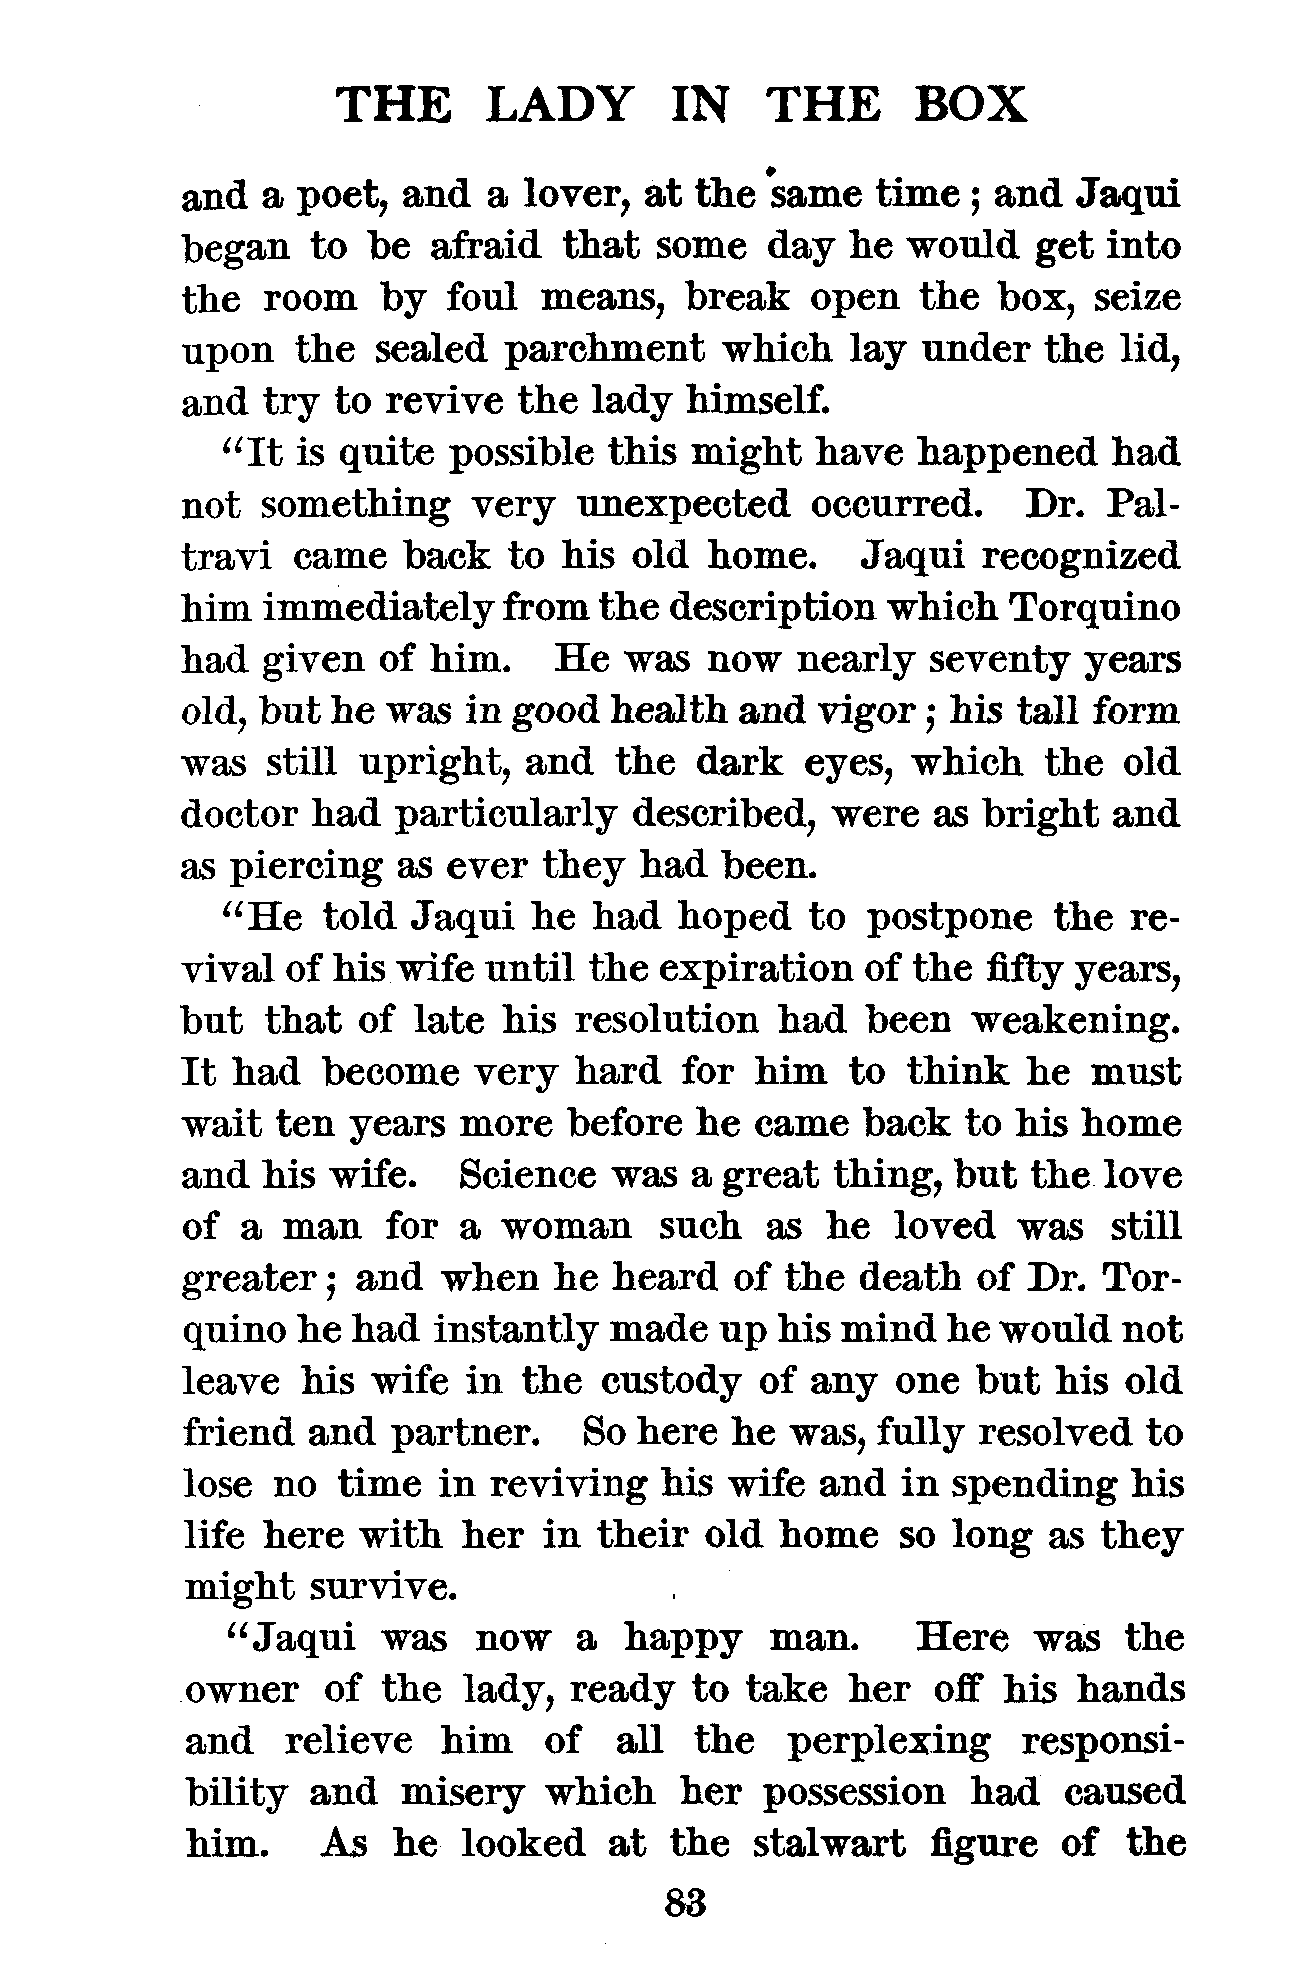 THE LADY IN THE BOX
and a poet, and a lover, at the same time; and Jaqui
began to be afraid that some day he would get into
the room by foul means, break open the box, seize
upon the sealed parchment which lay under the lid,
and try to revive the lady himself.
"It is quite possible this might have happened had
not something very unexpected occurred. Dr. Pal-
travi came back to his old home. Jaqui recognized
him immediately from the description which Torquino
had given of him. He was now nearly seventy years
old, but he was in good health and vigor; his tall form
was still upright, and the dark eyes, which the old
doctor had particularly described, were as bright and
as piercing as ever they had been.
"He told Jaqui he had hoped to postpone the re-
vival of his wife until the expiration of the fifty years,
but that of late his resolution had been weakening.
It had become very hard for him to think he must
wait ten years more before he came back to his home
and his wife. Science was a great thing, but the love
of a man for a woman such as he loved was still
greater; and when he heard of the death of Dr. Tor-
quino he had instantly made up his mind he would not
leave his wife in the custody of any one but his old
friend and partner. So here he was, fully resolved to
lose no time in reviving his wife and in spending his
life here with her in their old home so long as they
might survive.
"Jaqui was now a happy man. Here was the
owner of the lady, ready to take her off his hands
and relieve him of all the perplexing responsi-
bility and misery which her possession had caused
him. As he looked at the stalwart figure of the
83